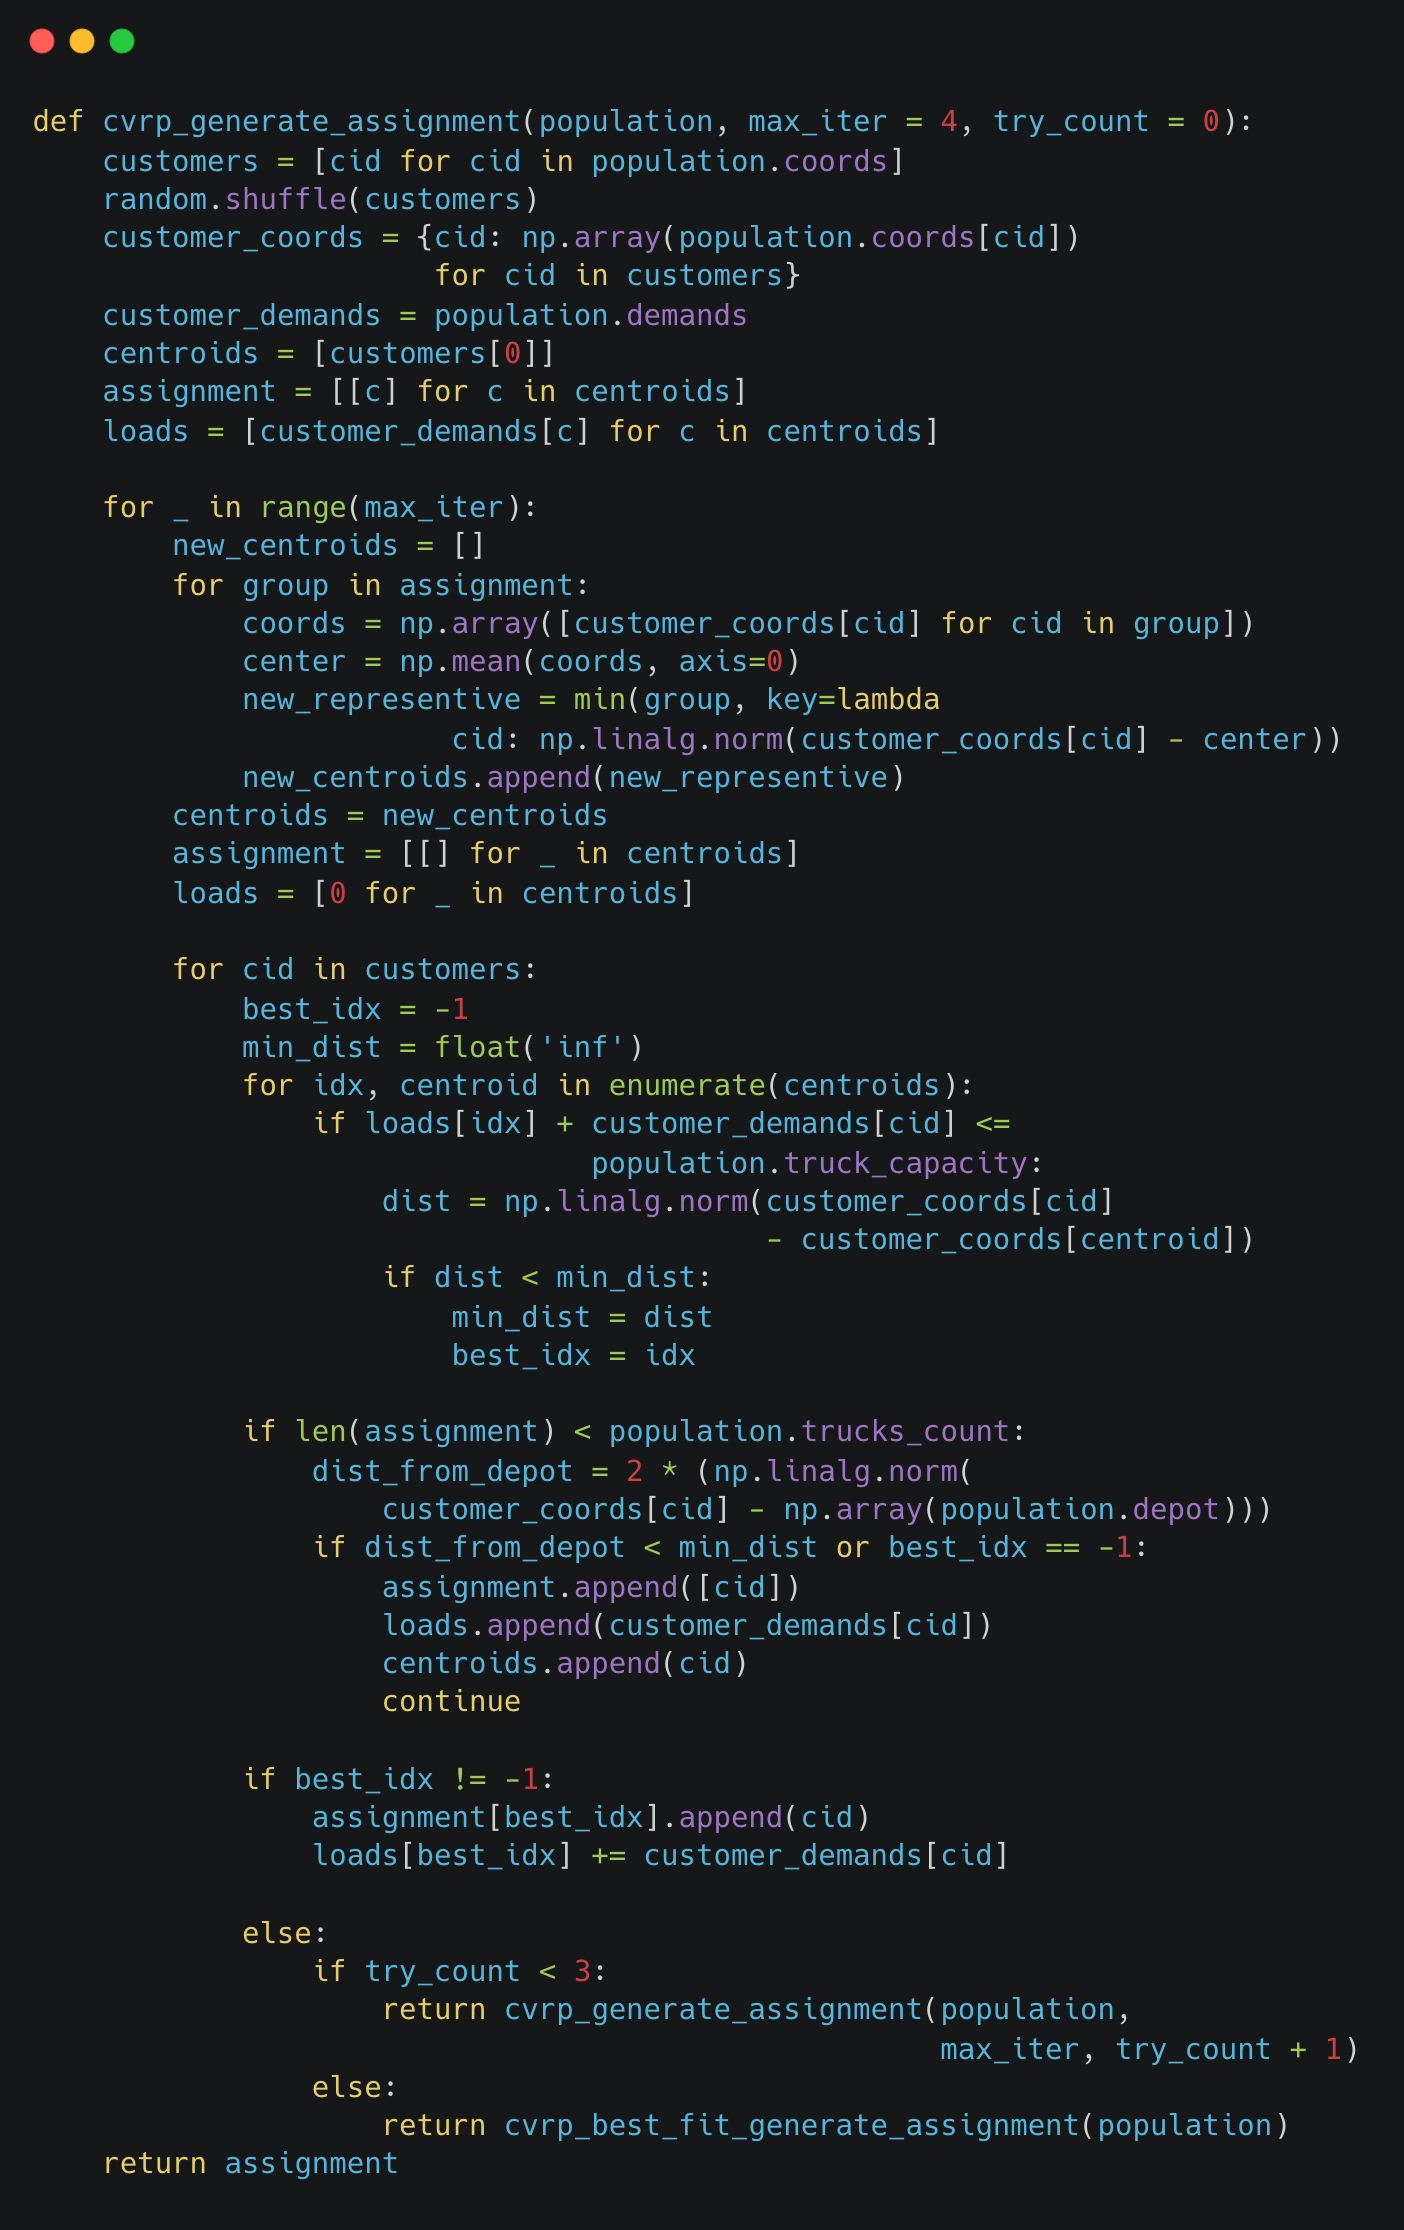 def cvrp_generate_assignment(population, max_iter = 4, try_count = 0):
    customers = [cid for cid in population.coords]
    random.shuffle(customers)
    customer_coords = {cid: np.array(population.coords[cid])
                       for cid in customers}
    customer_demands = population.demands
    centroids = [customers[0]]
    assignment = [[c] for c in centroids]
    loads = [customer_demands[c] for c in centroids]

    for _ in range(max_iter):
        new_centroids = []
        for group in assignment:
            coords = np.array([customer_coords[cid] for cid in group])
            center = np.mean(coords, axis=0)
            new_representive = min(group, key=lambda
                        cid: np.linalg.norm(customer_coords[cid] - center))
            new_centroids.append(new_representive)
        centroids = new_centroids
        assignment = [[] for _ in centroids]
        loads = [0 for _ in centroids]

        for cid in customers:
            best_idx = -1
            min_dist = float('inf')
            for idx, centroid in enumerate(centroids):
                if loads[idx] + customer_demands[cid] <=
                                population.truck_capacity:
                    dist = np.linalg.norm(customer_coords[cid]
                                          - customer_coords[centroid])
                    if dist < min_dist:
                        min_dist = dist
                        best_idx = idx

            if len(assignment) < population.trucks_count:
                dist_from_depot = 2 * (np.linalg.norm(
                    customer_coords[cid] - np.array(population.depot)))
                if dist_from_depot < min_dist or best_idx == -1:
                    assignment.append([cid])
                    loads.append(customer_demands[cid])
                    centroids.append(cid)
                    continue

            if best_idx != -1:
                assignment[best_idx].append(cid)
                loads[best_idx] += customer_demands[cid]

            else:
                if try_count < 3:
                    return cvrp_generate_assignment(population,
                                                    max_iter, try_count + 1)
                else:
                    return cvrp_best_fit_generate_assignment(population)
    return assignment